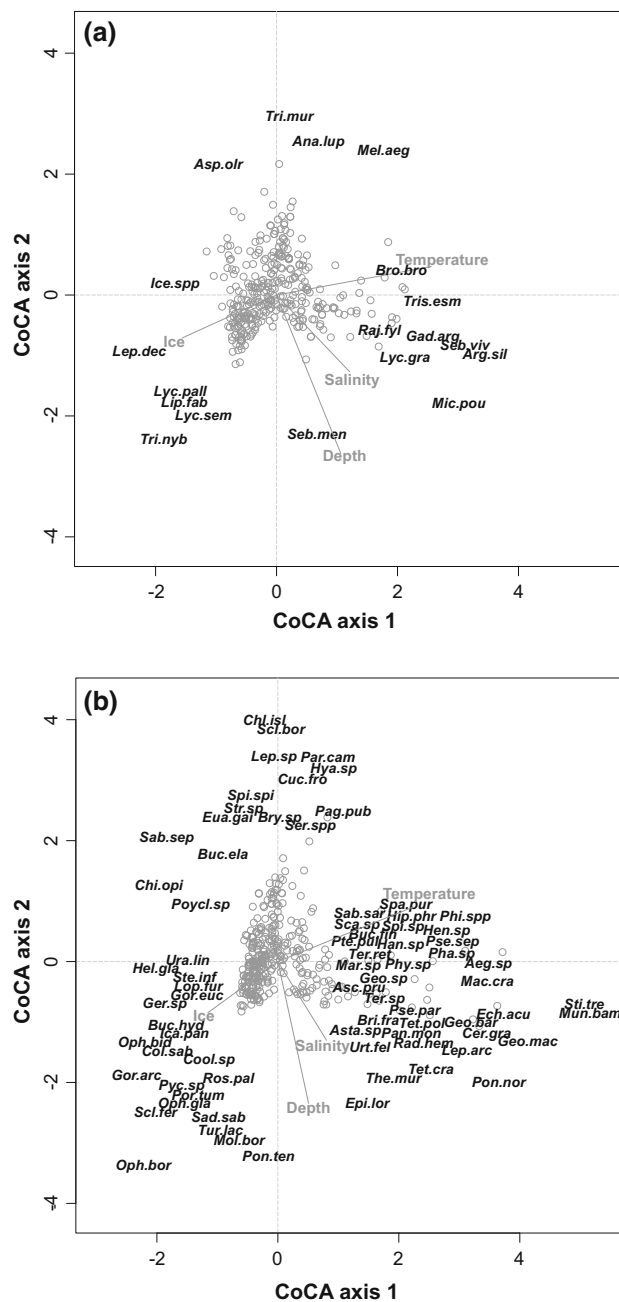 (a)
4
2
0
-2
-4
CoCA axis 2
Tri.mur
Ana.lup
Mel.aeg
Asp.olr
Temperature
Bro.bro
Ice.spp
Tris.esm
Raj.fyl
Gad.arg
Ice
Seb.viv
Lep.dec
Lyc.gra
Arg.sil
Salinity
Lyc.pall
Lip.fab
Mic.pou
Lyc.sem
Tri.nyb
Seb.men
Depth
-2 0 2 4
CoCA axis 1
(b)
4
2
0
-2
-4
CoCA axis 2
Chl.isl
Scl.bor
Lep.sp Par.cam
Hya.sp
Cuc.fro
Spi.spi
Str.sp
Pag.pub
Eua.gai Bry.sp
Ser.spp
Sab.sep
Buc.ela
Chi.opi
Temperature
Poycl.sp
Spa.pur
Sab.sar
Hip.phr Phi.spp
Sca.sp
Spl.sp
Hen.sp
Buc.fin
Pte.pul
Han.sp
Pse.sep
Ter.ret
Pha.sp
Ura.lin
Mar.sp
Phy.sp
Aeg.sp
Hel.gla
Ste.inf
Geo.sp
Mac.cra
Lop.fur
Asc.pru
Gor.euc
Ter.sp
Ger.sp
Pse.par
Sti.tre
Ice
Ech.acu
Mun.bam
Buc.hyd
Bri.fra
Tet.pol
Geo.bar
Ica.pan
Asta.sp
Pan.mon
Cer.gra
Oph.bid
Salinity
Rad.hem
Geo.mac
Col.sab
Urt.fel
Lep.arc
Cool.sp
Tet.cra
Gor.arc
Ros.pal
The.mur
Pon.nor
Pyc.sp
Por.tum
Oph.gla
Depth
Epi.lor
Scl.fer
Sad.sab
Tur.lac
Mol.bor
Pon.ten
Oph.bor
-2 0 2 4
CoCA axis 1